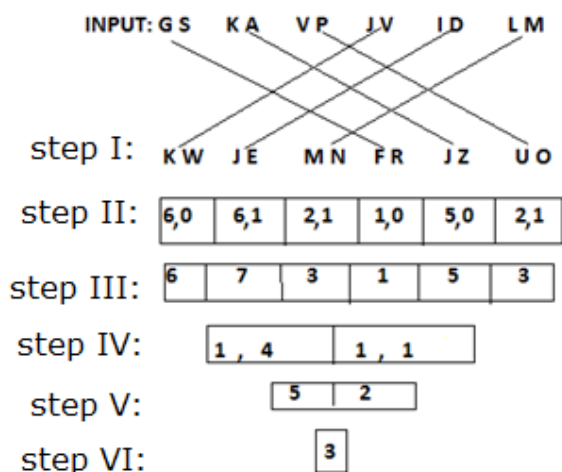 INPUT: G S K A V P J V I D L M
step I: K W J E M N F R J Z U O
step II: 6,0 6,1 2,1 1,0 5,0 2,1
step III: 6 7 3 1 5 3
step IV: 1 , 4 1 , 1
step V: 5 2
step VI: 3